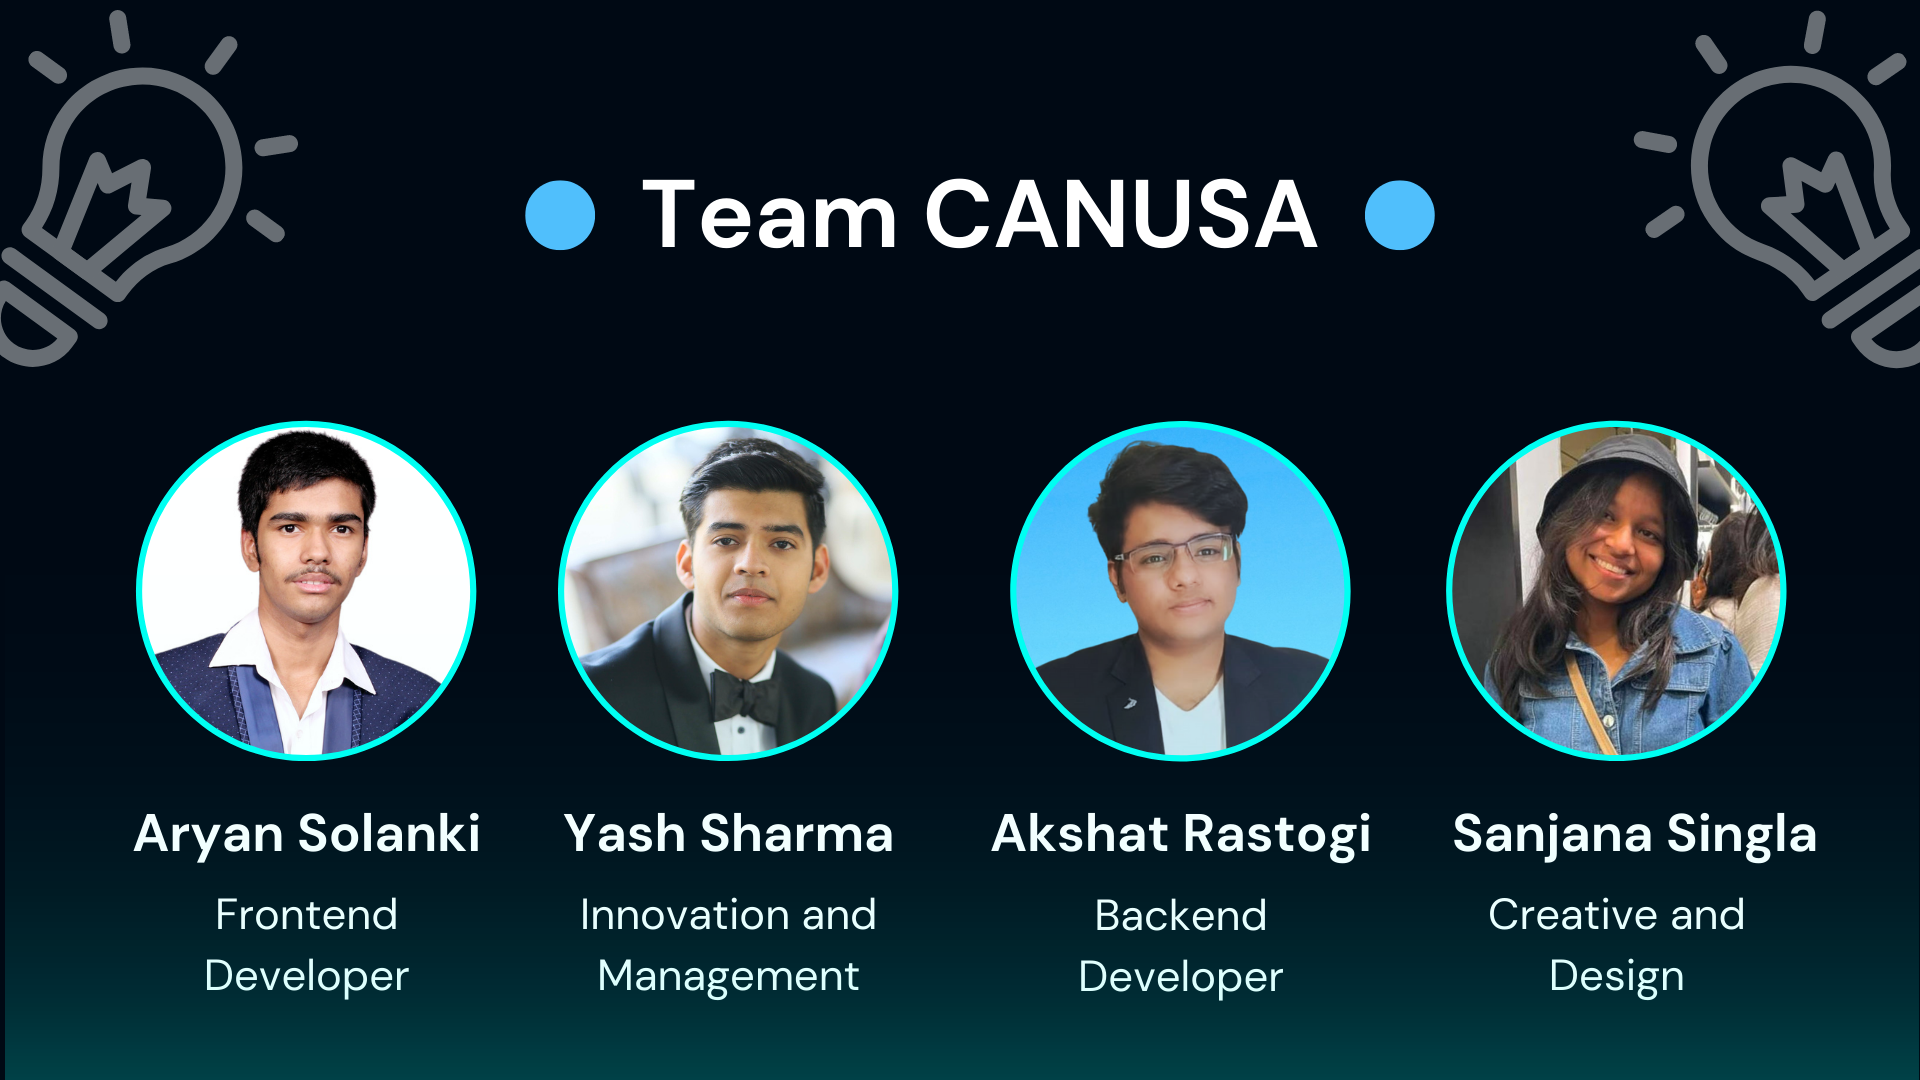 Team CANUSA
Aryan Solanki
Frontend
Developer
Yash Sharma
Innovation and
Management
Akshat Rastogi
Backend
Developer
Sanjana Singla
Creative and
Design